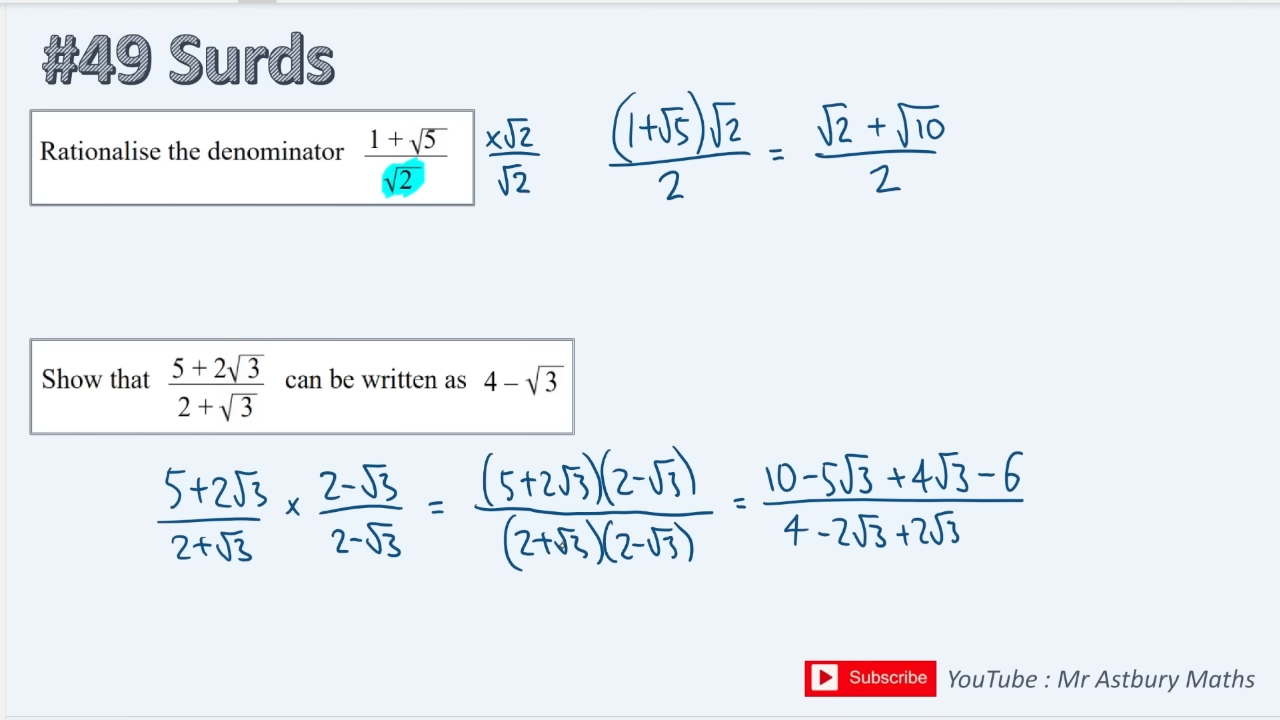 #49 Surds
Rationalise the denominator (1 + √5)/√2 ×√2/√2 (1+√5)√2/2 = (√2 + √10)/2
Show that (5 + 2√3)/(2 + √3) can be written as 4 – √3
(5+2√3)/(2+√3) × (2-√3)/(2-√3) = (5+2√3)(2-√3)/(2+√3)(2-√3) = (10-5√3+4√3-6)/(4-2√3+2√3)
Subscribe YouTube : Mr Astbury Maths